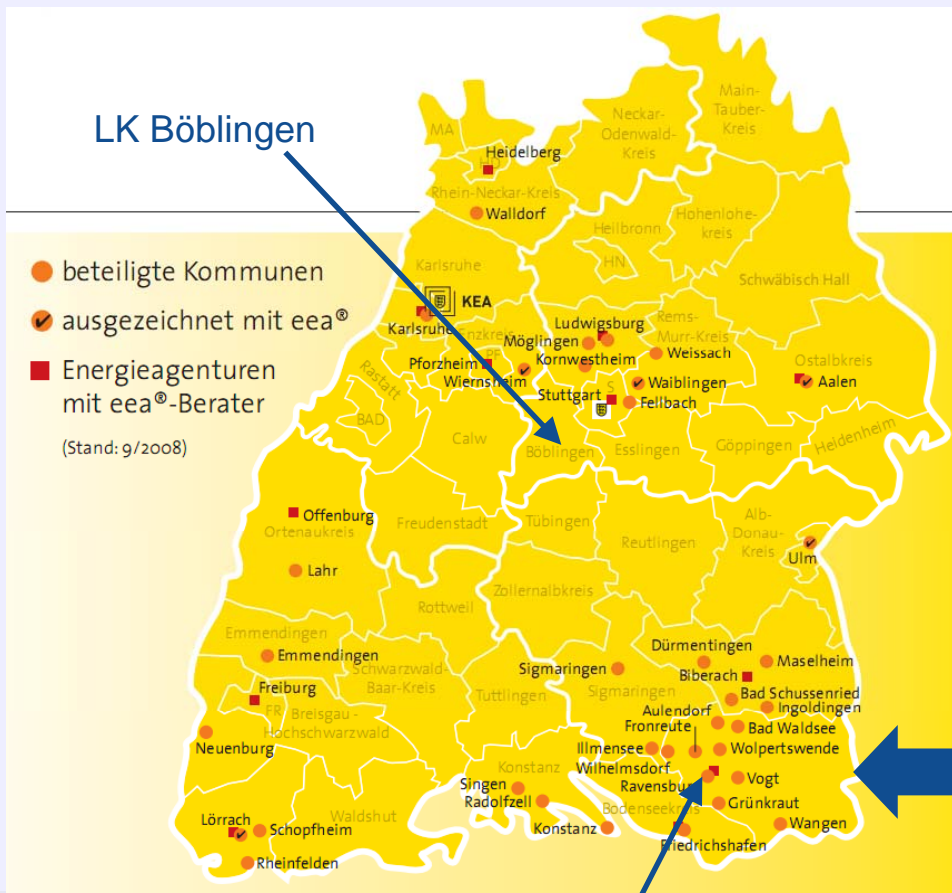 LK Böblingen
Main-
Tauber-
Kreis
Neckar-
Odenwald-
Kreis
MA
HD
Heidelberg
Rhein-Neckar-Kreis
Walldorf
Heilbronn
HN
Hohenlohe-
kreis
Schwäbisch Hall
beteiligte Kommunen
ausgezeichnet mit eea®
Energieagenturen
mit eea®-Berater
(Stand: 9/2008)
Karlsruhe
KEA
Karlsruhe
Enzkreis
PF
Pforzheim
Wiernsheim
Ludwigsburg
Möglingen
Kornwestheim
Rems-
Murr-Kreis
Weissach
Ostalbkreis
Aalen
Rastatt
BAD
Stuttgart
S
Waiblingen
Fellbach
Calw
Böblingen
Esslingen
Göppingen
Heidenheim
Offenburg
Ortenaukreis
Freudenstadt
Tübingen
Reutlingen
Alb-
Donau-
Kreis
Ulm
Lahr
Rottweil
Zollernalbkreis
Emmendingen
Emmendingen
Schwarzwald-
Baar-Kreis
Tuttlingen
Sigmaringen
Sigmaringen
Dürmentingen
Maselheim
Biberach
Freiburg
FR
Breisgau -
Hochschwarzwald
Neuenburg
Bad Schussenried
Ingoldingen
Aulendorf
Fronreute
Bad Waldsee
Illmensee
Wolpertswende
Wilhelmsdorf
Ravensburg
Vogt
Konstanz
Singen
Radolfzell
Bodenseekreis
Grünkraut
Wangen
Konstanz
Friedrichshafen
Waldshut
Lörrach
Schopfheim
Rheinfelden